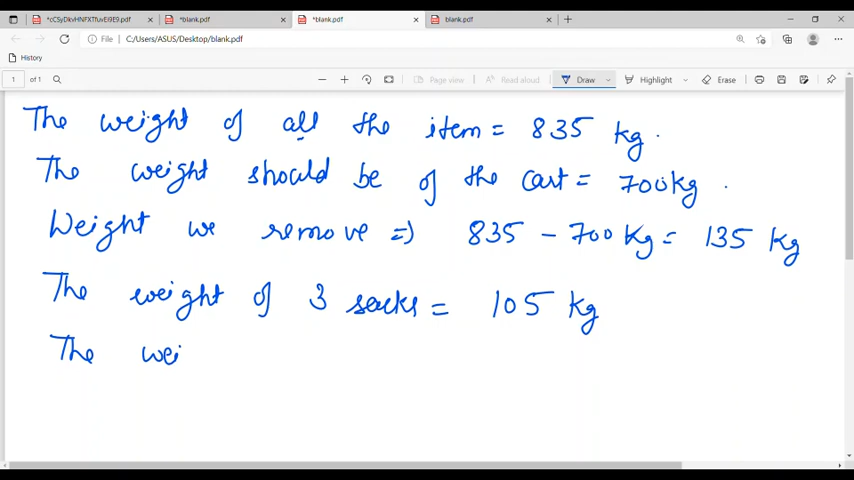 *cCSyDkvHNFXTfuvEI9E9.pdf
*blank.pdf
*blank.pdf
blank.pdf
File
C:/Users/ASUS/Desktop/blank.pdf
History
1 of 1
Page view
Read aloud
Draw
Highlight
Erase
The weight of all the item = 835 kg.
The weight should be of the cart = 700kg.
Weight we remove => 835 - 700 Kg = 135 Kg
The weight of 3 sacks = 105 Kg
The wei